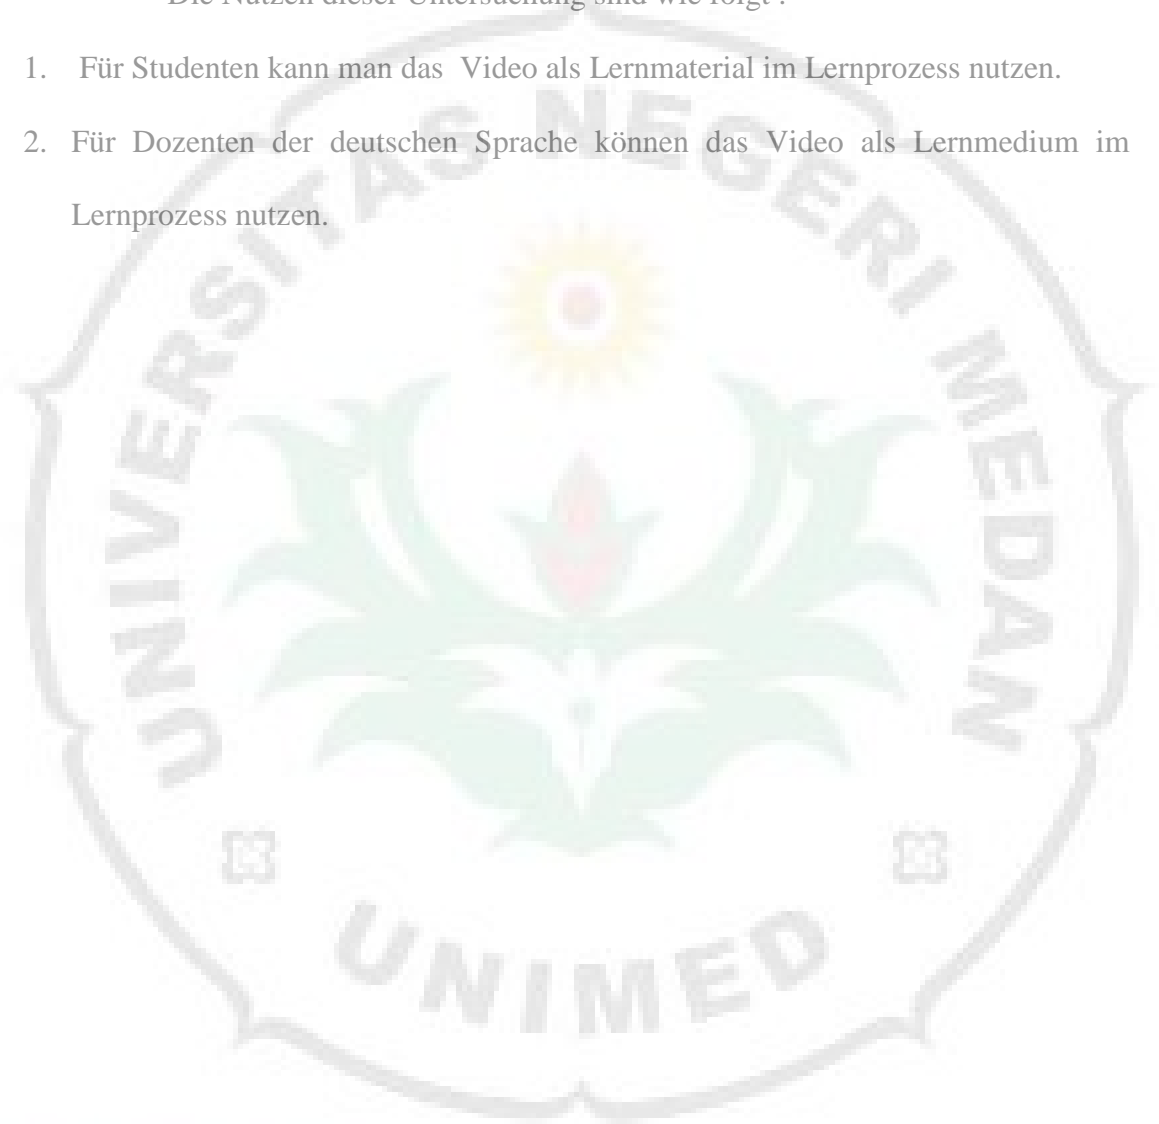 Die Nutzen dieser Untersuchung sind wie folgt :
1. Für Studenten kann man das Video als Lernmaterial im Lernprozess nutzen.
2. Für Dozenten der deutschen Sprache können das Video als Lernmedium im
Lernprozess nutzen.
UNIVERSITAS NEGERI MEDAN
UNIMED